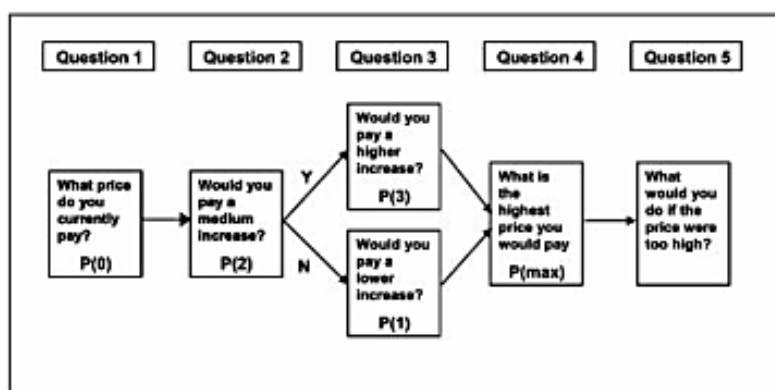 Question 1
Question 2
Question 3
Question 4
Question 5
What price
do you
currently
pay?
P(0)
Would you
pay a
medium
increase?
P(2)
Y
N
Would you
pay a
higher
increase?
P(3)
Would you
pay a
lower
increase?
P(1)
What is
the
highest
price you
would pay
P(max)
What
would you
do if the
price were
too high?